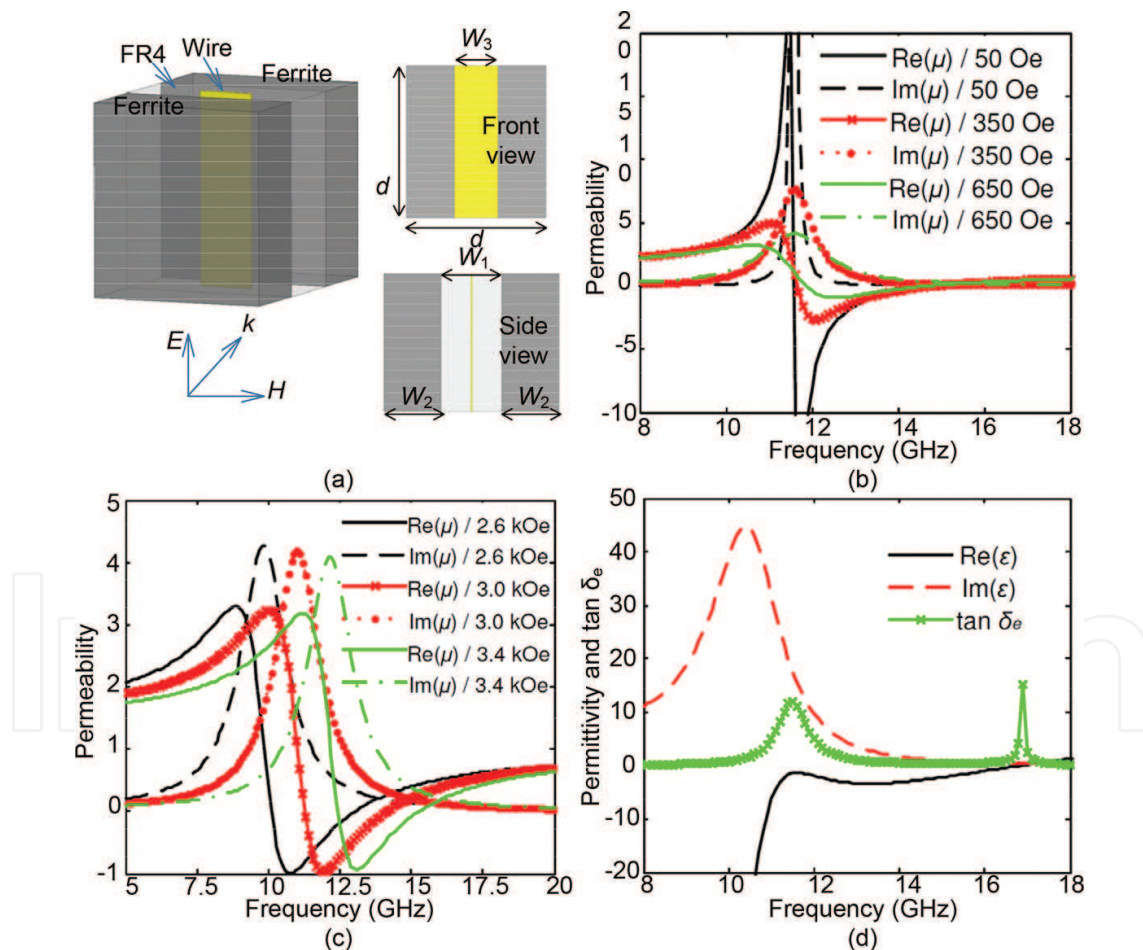 FR4
Wire
Ferrite
Ferrite
W3
Front
view
d
d
W1
Side
view
W2
W2
E
k
H
(a)
2
0
1
5
1
0
5
0
-5
-10
Permeability
Re(μ) / 50 Oe
Im(μ) / 50 Oe
Re(μ) / 350 Oe
Im(μ) / 350 Oe
Re(μ) / 650 Oe
Im(μ) / 650 Oe
8 10 12 14 16 18
Frequency (GHz)
(b)
5
4
3
2
1
0
-1
Permeability
Re(μ) / 2.6 kOe
Im(μ) / 2.6 kOe
Re(μ) / 3.0 kOe
Im(μ) / 3.0 kOe
Re(μ) / 3.4 kOe
Im(μ) / 3.4 kOe
5 7.5 10 12.5 15 17.5 20
Frequency (GHz)
(c)
50
40
30
20
10
0
-10
-20
Permittivity and tan δe
Re(ε)
Im(ε)
tan δe
8 10 12 14 16 18
Frequency (GHz)
(d)